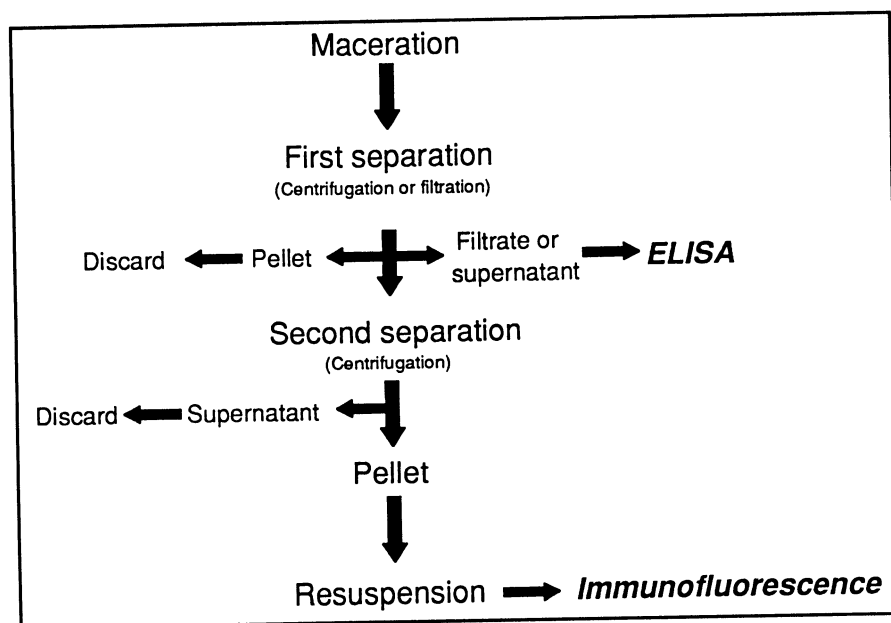 Maceration
First separation
(Centrifugation or filtration)
Discard
Pellet
Filtrate or
supernatant
ELISA
Second separation
(Centrifugation)
Discard
Supernatant
Pellet
Resuspension
Immunofluorescence